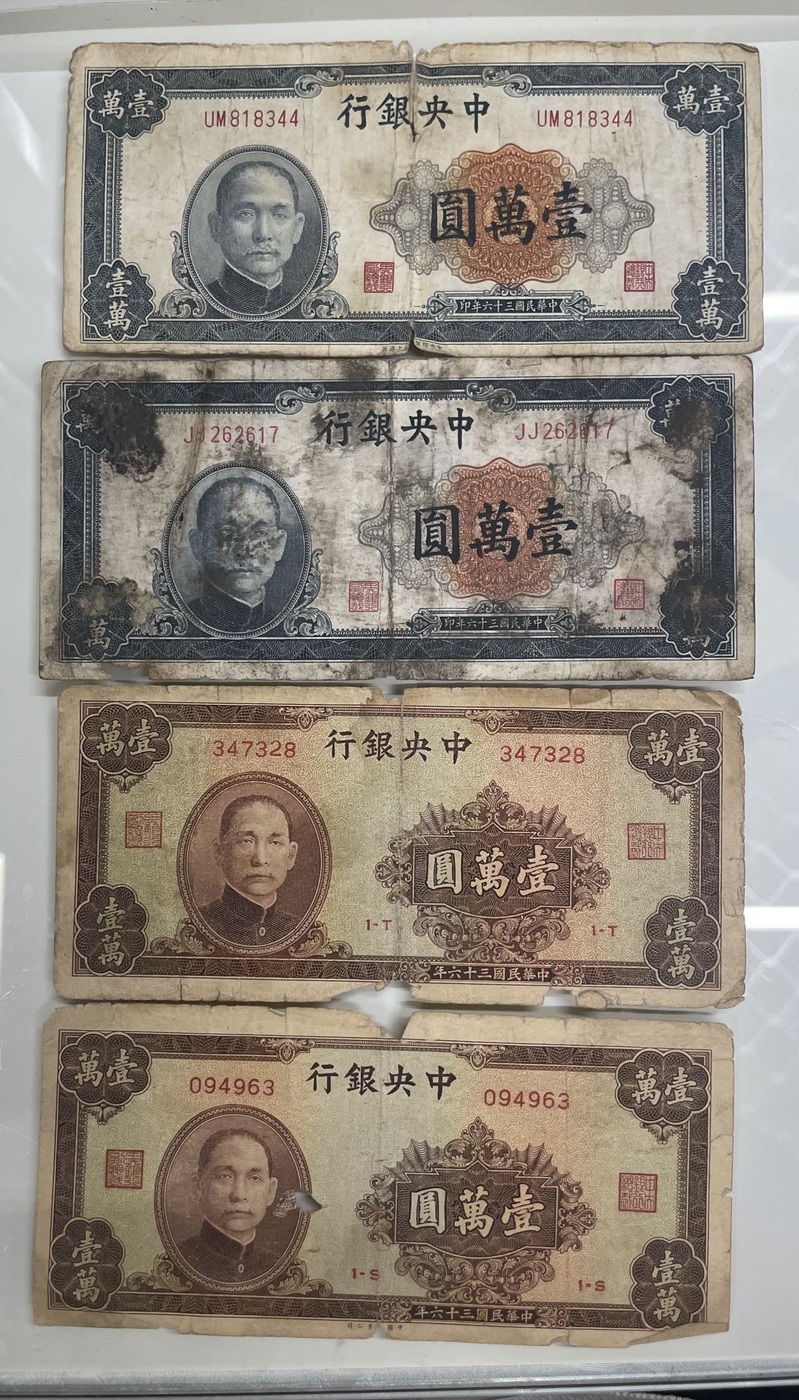 壹萬
UM818344
中央銀行
UM818344
壹萬
壹萬圓
壹萬
中華民國三十六年印
壹萬
JJ262617
中央銀行
壹萬圓
萬
中華民國三十六年印
壹萬
347328
中央銀行
347328
壹萬
壹萬圓
1-T
1-T
壹萬
中華民國三十六年
壹萬
壹萬
094963
中央銀行
094963
壹萬
壹萬圓
1-S
1-S
壹萬
中華民國三十六年
壹萬